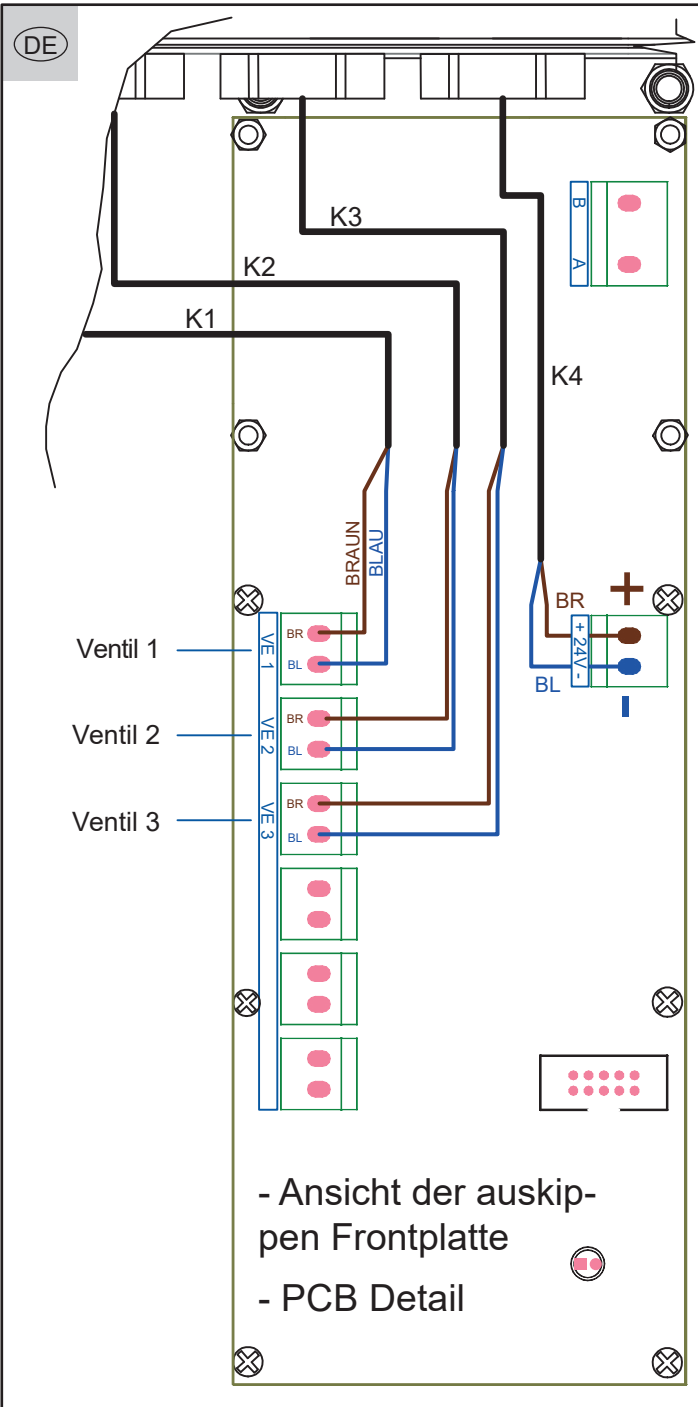 DE
K3
B
A
K2
K1
K4
BRAUN
BLAU
BR
+
BL
+ 24V -
-
Ventil 1
VE 1
BR
BL
Ventil 2
VE 2
BR
BL
Ventil 3
VE 3
BR
BL
- Ansicht der auskip-
pen Frontplatte
- PCB Detail